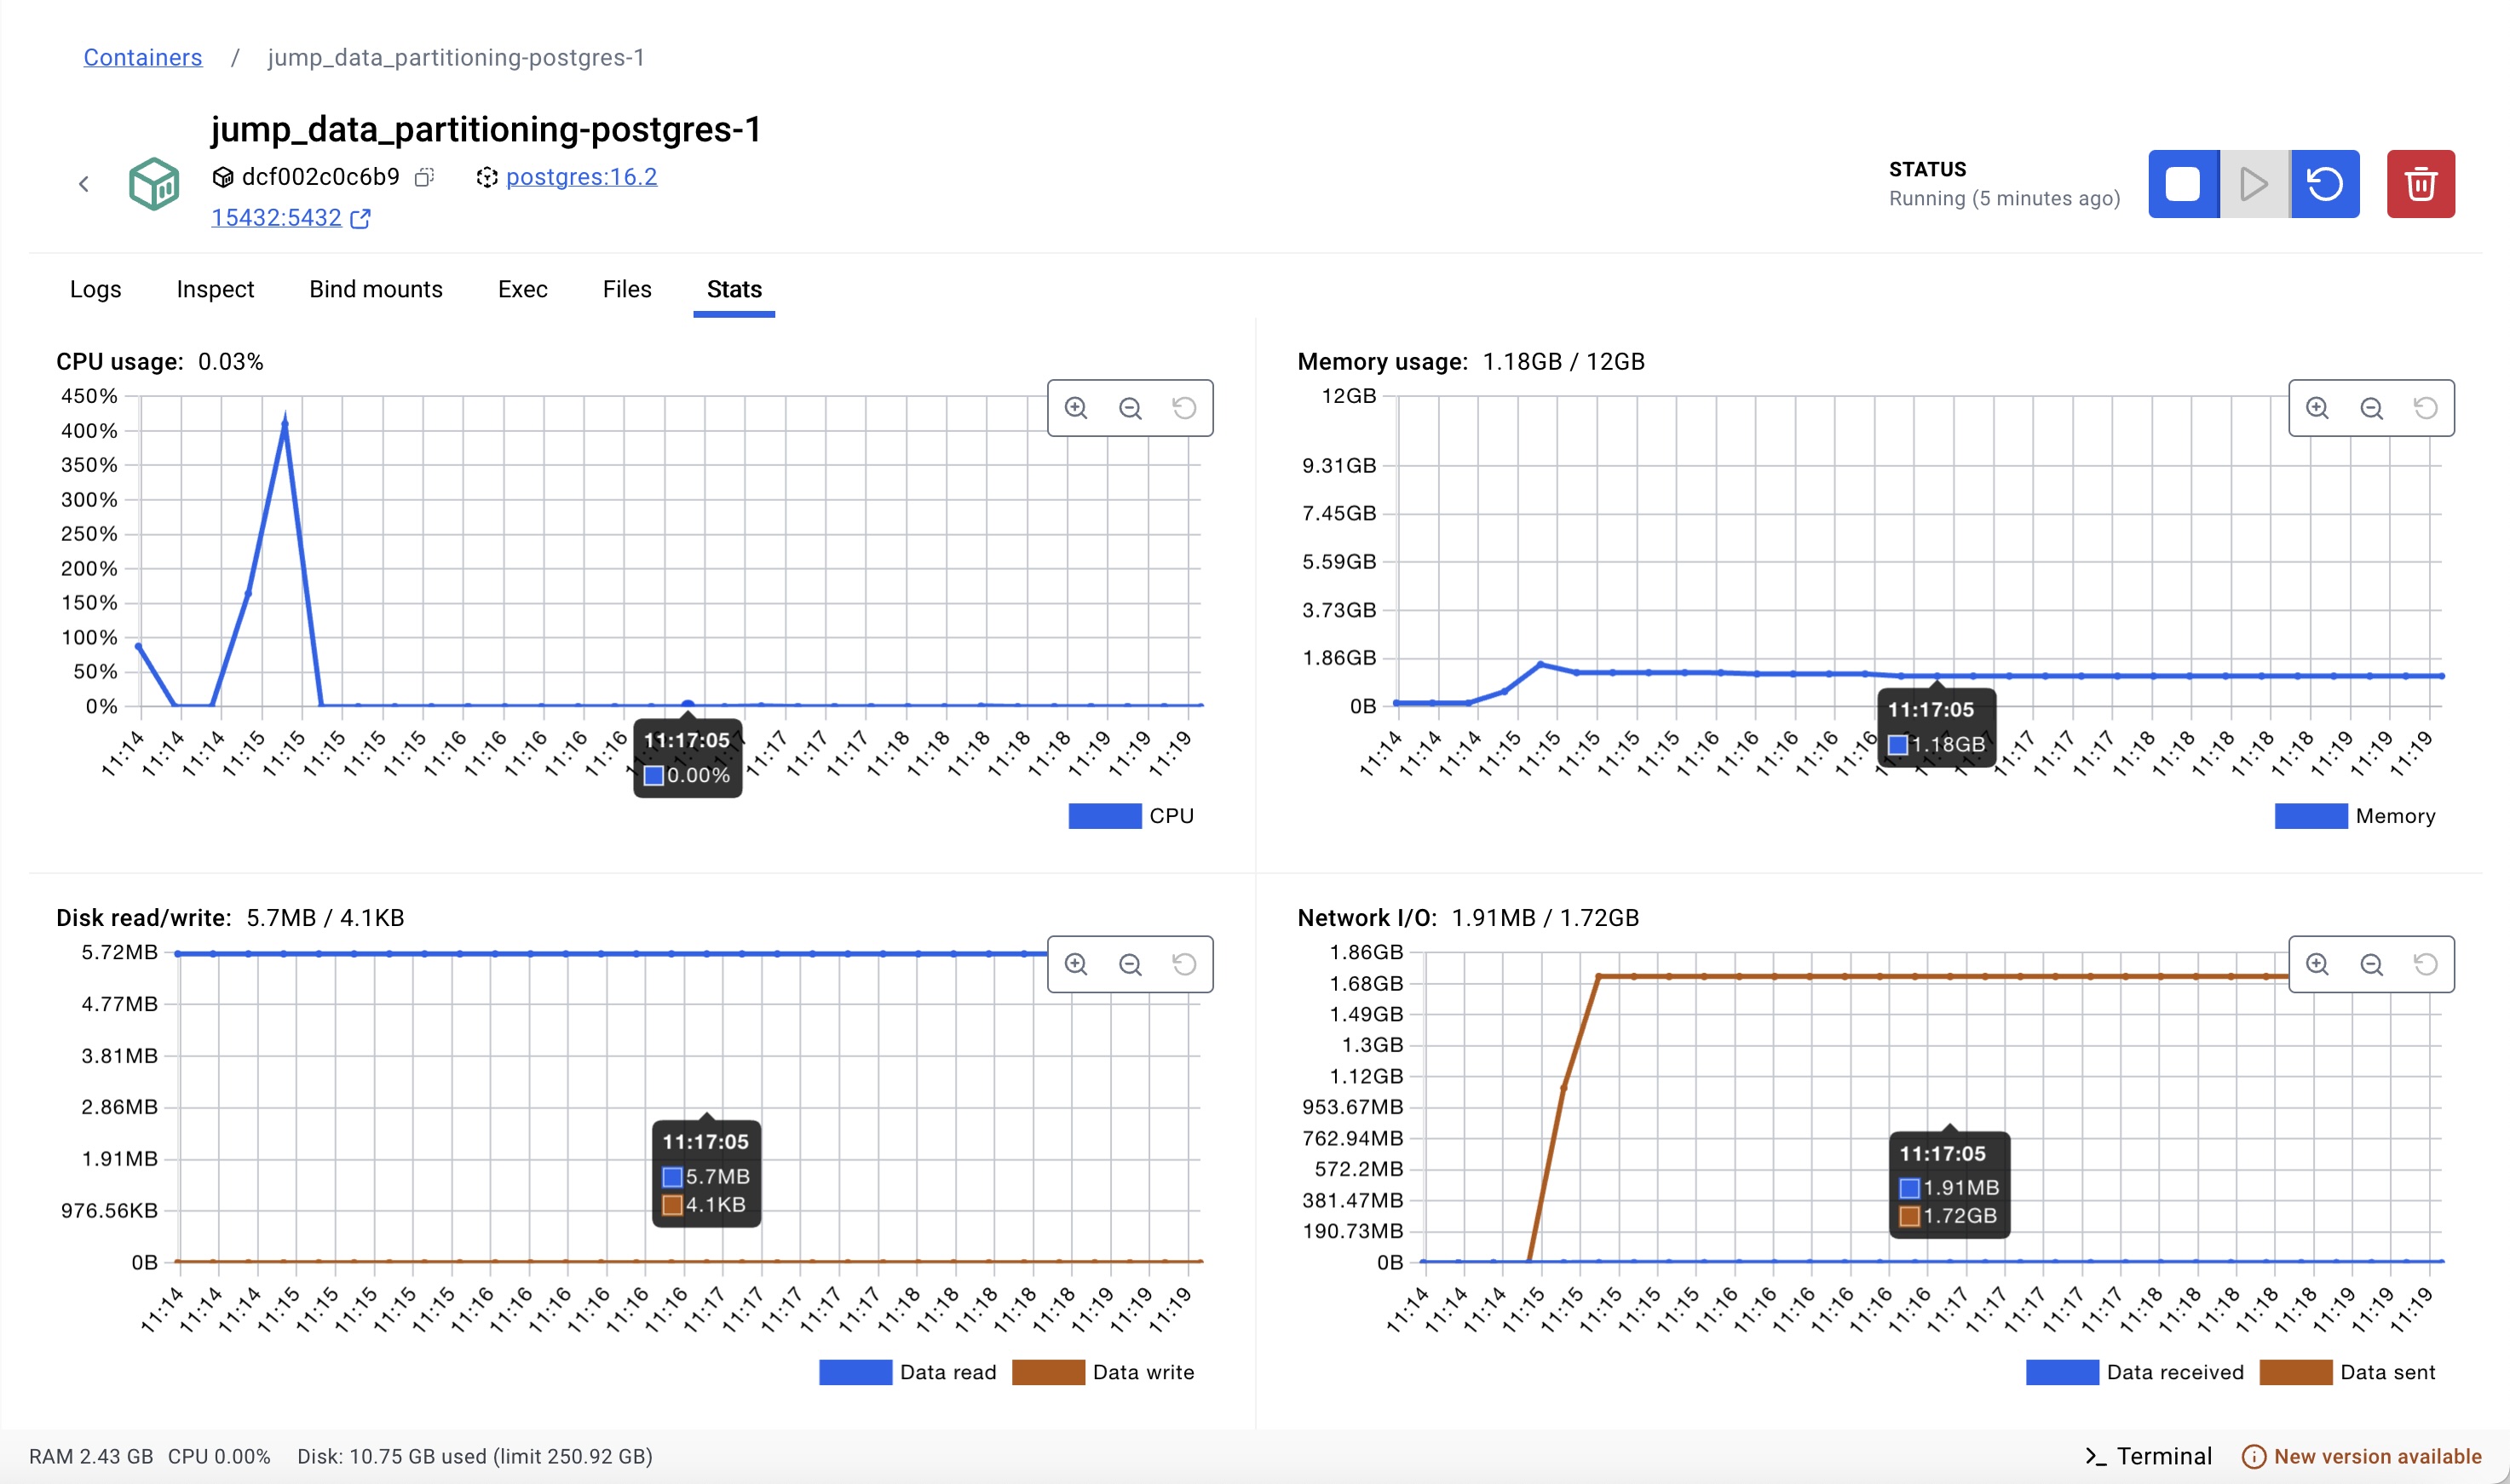 Containers / jump_data_partitioning-postgres-1
jump_data_partitioning-postgres-1
dcf002c0c6b9 postgres:16.2
15432:5432
STATUS
Running (5 minutes ago)
Logs Inspect Bind mounts Exec Files Stats
CPU usage: 0.03%
450%
400%
350%
300%
250%
200%
150%
100%
50%
0%
11:14 11:14 11:14 11:15 11:15 11:15 11:15 11:15 11:16 11:16 11:16 11:16 11:16 11:17 11:17 11:17 11:18 11:18 11:18 11:18 11:18 11:19 11:19 11:19
11:17:05
0.00%
CPU
Memory usage: 1.18GB / 12GB
12GB
9.31GB
7.45GB
5.59GB
3.73GB
1.86GB
0B
11:14 11:14 11:14 11:15 11:15 11:15 11:15 11:15 11:16 11:16 11:16 11:16 11:16 11:17 11:17 11:17 11:18 11:18 11:18 11:18 11:18 11:19 11:19 11:19
11:17:05
1.18GB
Memory
Disk read/write: 5.7MB / 4.1KB
5.72MB
4.77MB
3.81MB
2.86MB
1.91MB
976.56KB
0B
11:14 11:14 11:14 11:15 11:15 11:15 11:15 11:15 11:16 11:16 11:16 11:16 11:16 11:16 11:17 11:17 11:17 11:17 11:17 11:18 11:18 11:18 11:18 11:18 11:19 11:19 11:19
11:17:05
5.7MB
4.1KB
Data read Data write
Network I/O: 1.91MB / 1.72GB
1.86GB
1.68GB
1.49GB
1.3GB
1.12GB
953.67MB
762.94MB
572.2MB
381.47MB
190.73MB
0B
11:14 11:14 11:14 11:15 11:15 11:15 11:15 11:15 11:16 11:16 11:16 11:16 11:16 11:16 11:17 11:17 11:17 11:17 11:17 11:18 11:18 11:18 11:18 11:18 11:19 11:19 11:19
11:17:05
1.91MB
1.72GB
Data received Data sent
RAM 2.43 GB CPU 0.00% Disk: 10.75 GB used (limit 250.92 GB) Terminal New version available